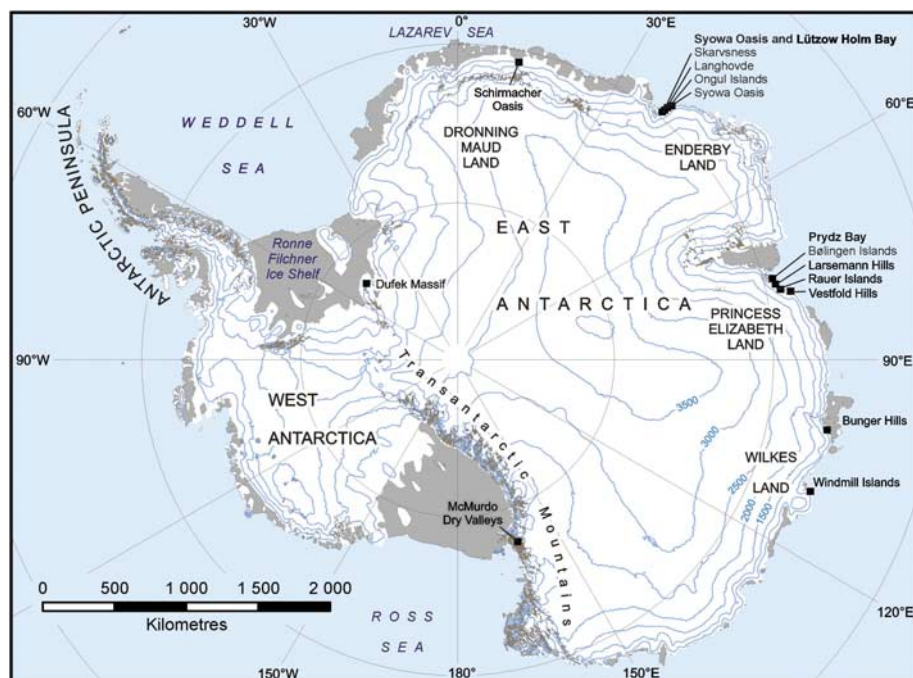 30°W
0°
30°E
LAZAREV SEA
Syowa Oasis and Lützow Holm Bay
Skarvsness
Langhovde
Ongul Islands
Syowa Oasis
60°W
60°E
Schirmacher
Oasis
WEDDELL
SEA
DRONNING
MAUD
LAND
ENDERBY
LAND
ANTARCTIC PENINSULA
EAST
ANTARCTICA
Prydz Bay
Bølingen Islands
Larsemann Hills
Rauer Islands
Vestfold Hills
Ronne
Filchner
Ice Shelf
Dufek Massif
PRINCESS
ELIZABETH
LAND
90°W
90°E
Transantarctic
Mountains
WEST
ANTARCTICA
3500
3000
2500
2000
1500
Bunger Hills
WILKES
LAND
Windmill Islands
McMurdo
Dry Valleys
0 500 1 000 1 500 2 000
Kilometres
ROSS
SEA
120°E
150°W
180°
150°E